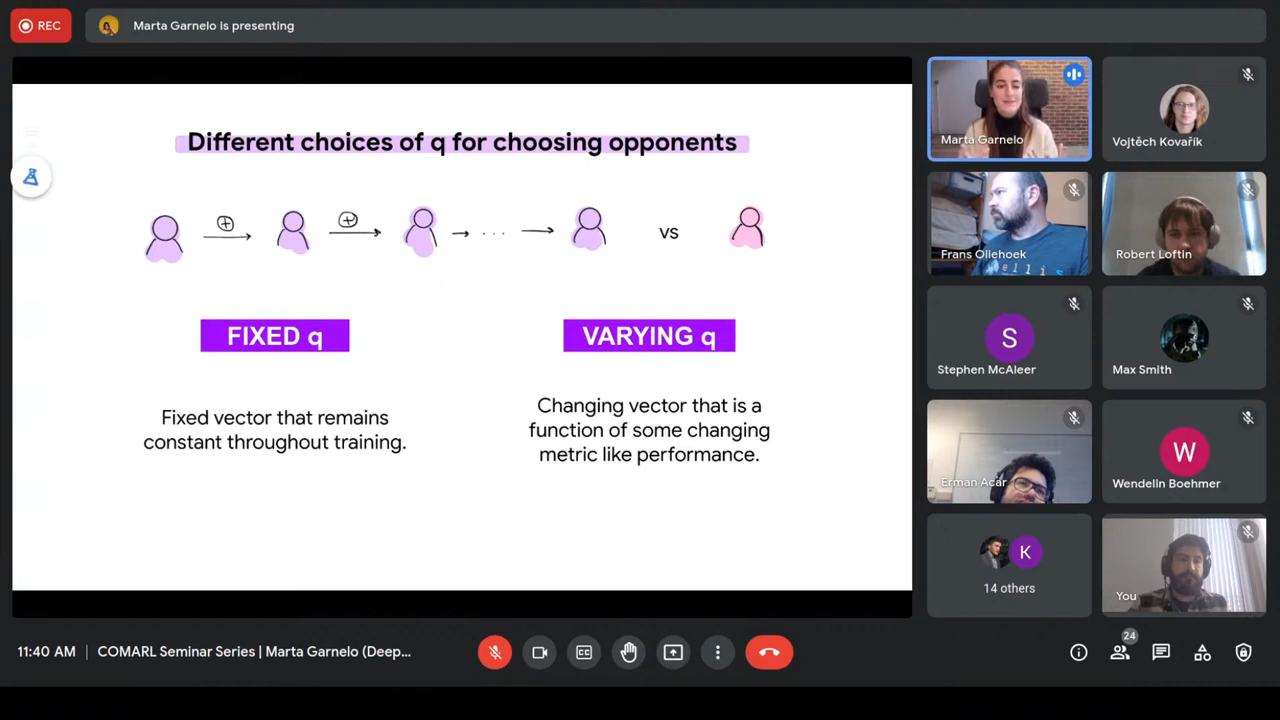 REC
Marta Garnelo is presenting
Different choices of q for choosing opponents
vs
FIXED q
VARYING q
Fixed vector that remains
constant throughout training.
Changing vector that is a
function of some changing
metric like performance.
Marta Garnelo
Vojtěch Kovařík
Frans Oliehoek
Robert Loftin
S
Stephen McAleer
Max Smith
Erman Acar
W
Wendelin Boehmer
K
14 others
You
11:40 AM | COMARL Seminar Series | Marta Garnelo (Deep...
CC
24